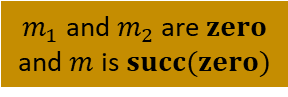 m₁ and m₂ are zero
and m is succ(zero)